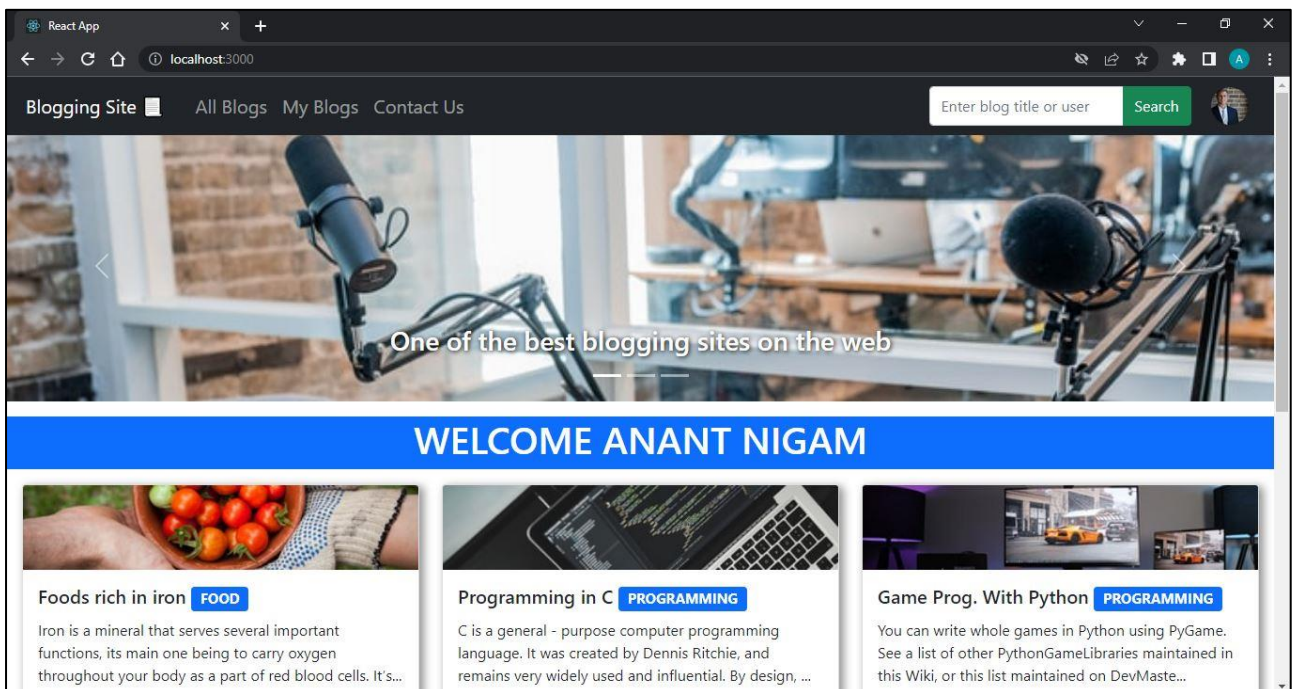 React App
localhost:3000
A
Blogging Site All Blogs My Blogs Contact Us Enter blog title or user Search
One of the best blogging sites on the web
WELCOME ANANT NIGAM
Foods rich in iron FOOD
Iron is a mineral that serves several important
functions, its main one being to carry oxygen
throughout your body as a part of red blood cells. It's...
Programming in C PROGRAMMING
C is a general - purpose computer programming
language. It was created by Dennis Ritchie, and
remains very widely used and influential. By design, ...
Game Prog. With Python PROGRAMMING
You can write whole games in Python using PyGame.
See a list of other PythonGameLibraries maintained in
this Wiki, or this list maintained on DevMaste...